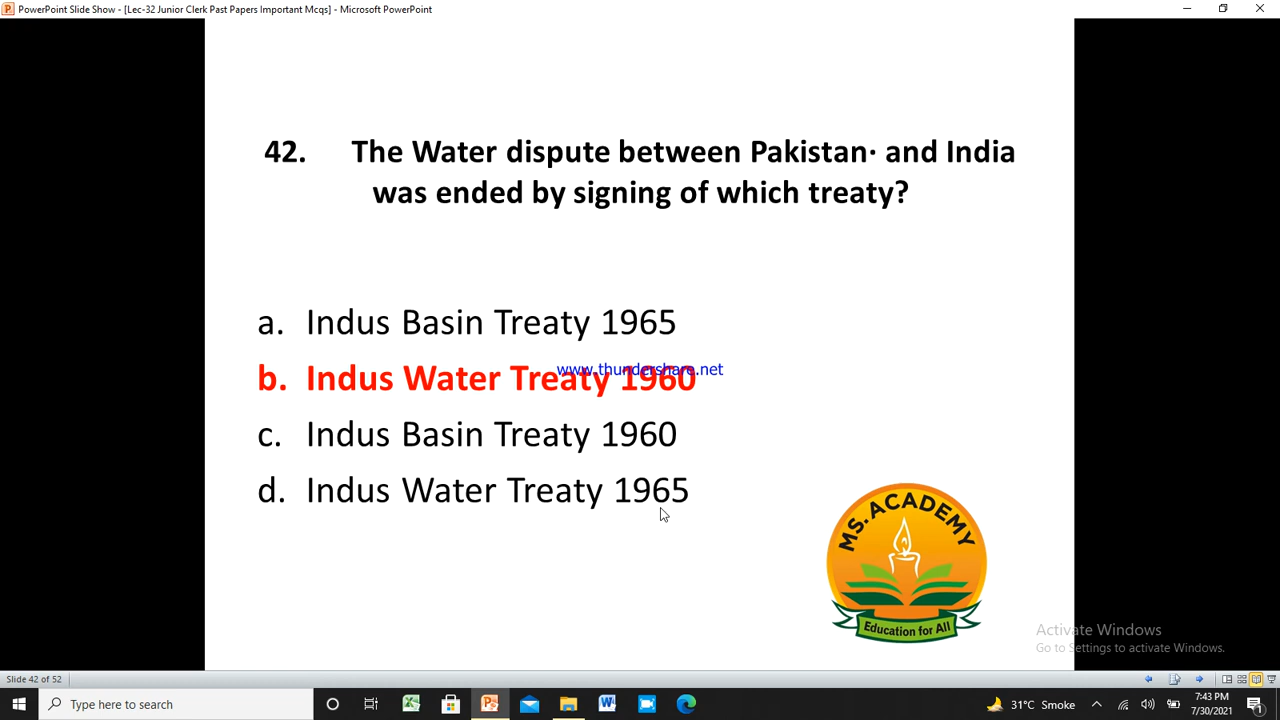 PowerPoint Slide Show - [Lec-32 Junior Clerk Past Papers Important Mcqs] - Microsoft PowerPoint
42. The Water dispute between Pakistan· and India
was ended by signing of which treaty?
a. Indus Basin Treaty 1965
www.thundershare.net
b. Indus Water Treaty 1960
c. Indus Basin Treaty 1960
d. Indus Water Treaty 1965
MS.ACADEMY
Education for All
Activate Windows
Go to Settings to activate Windows.
Slide 42 of 52
Type here to search
31°C Smoke
7:43 PM
7/30/2021